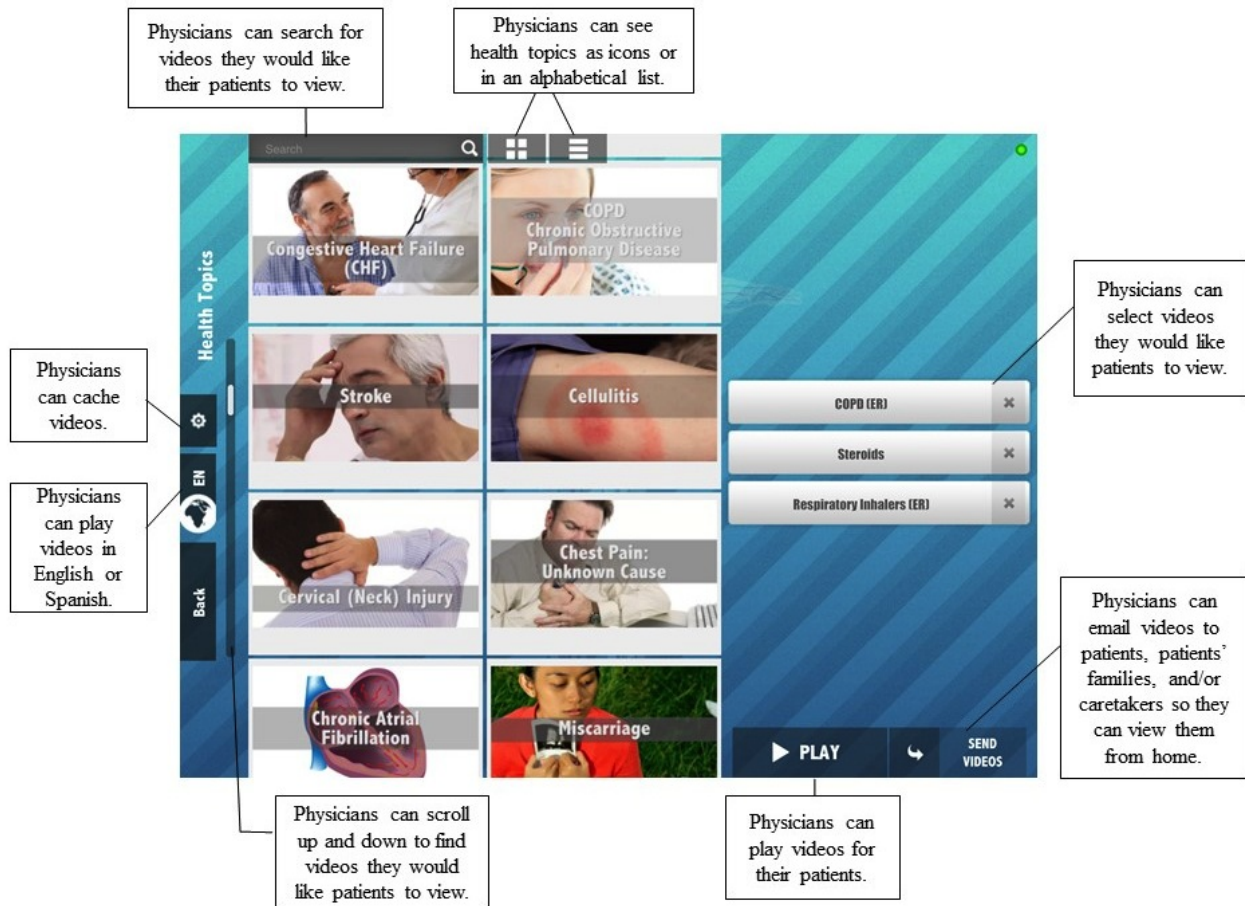 Physicians can search for
videos they would like
their patients to view.
Physicians can see
health topics as icons or
in an alphabetical list.
Search
Health Topics
Congestive Heart Failure
(CHF)
COPD
Chronic Obstructive
Pulmonary Disease
Physicians can
select videos
they would like
patients to view.
Physicians
can cache
videos.
Stroke
Cellulitis
COPD (ER)
Steroids
Respiratory Inhalers (ER)
Physicians
can play
videos in
English or
Spanish.
EN
Back
Cervical (Neck) Injury
Chest Pain:
Unknown Cause
Physicians can
email videos to
patients, patients’
families, and/or
caretakers so they
can view them
from home.
Chronic Atrial
Fibrillation
Miscarriage
PLAY
SEND
VIDEOS
Physicians can scroll
up and down to find
videos they would
like patients to view.
Physicians can
play videos for
their patients.